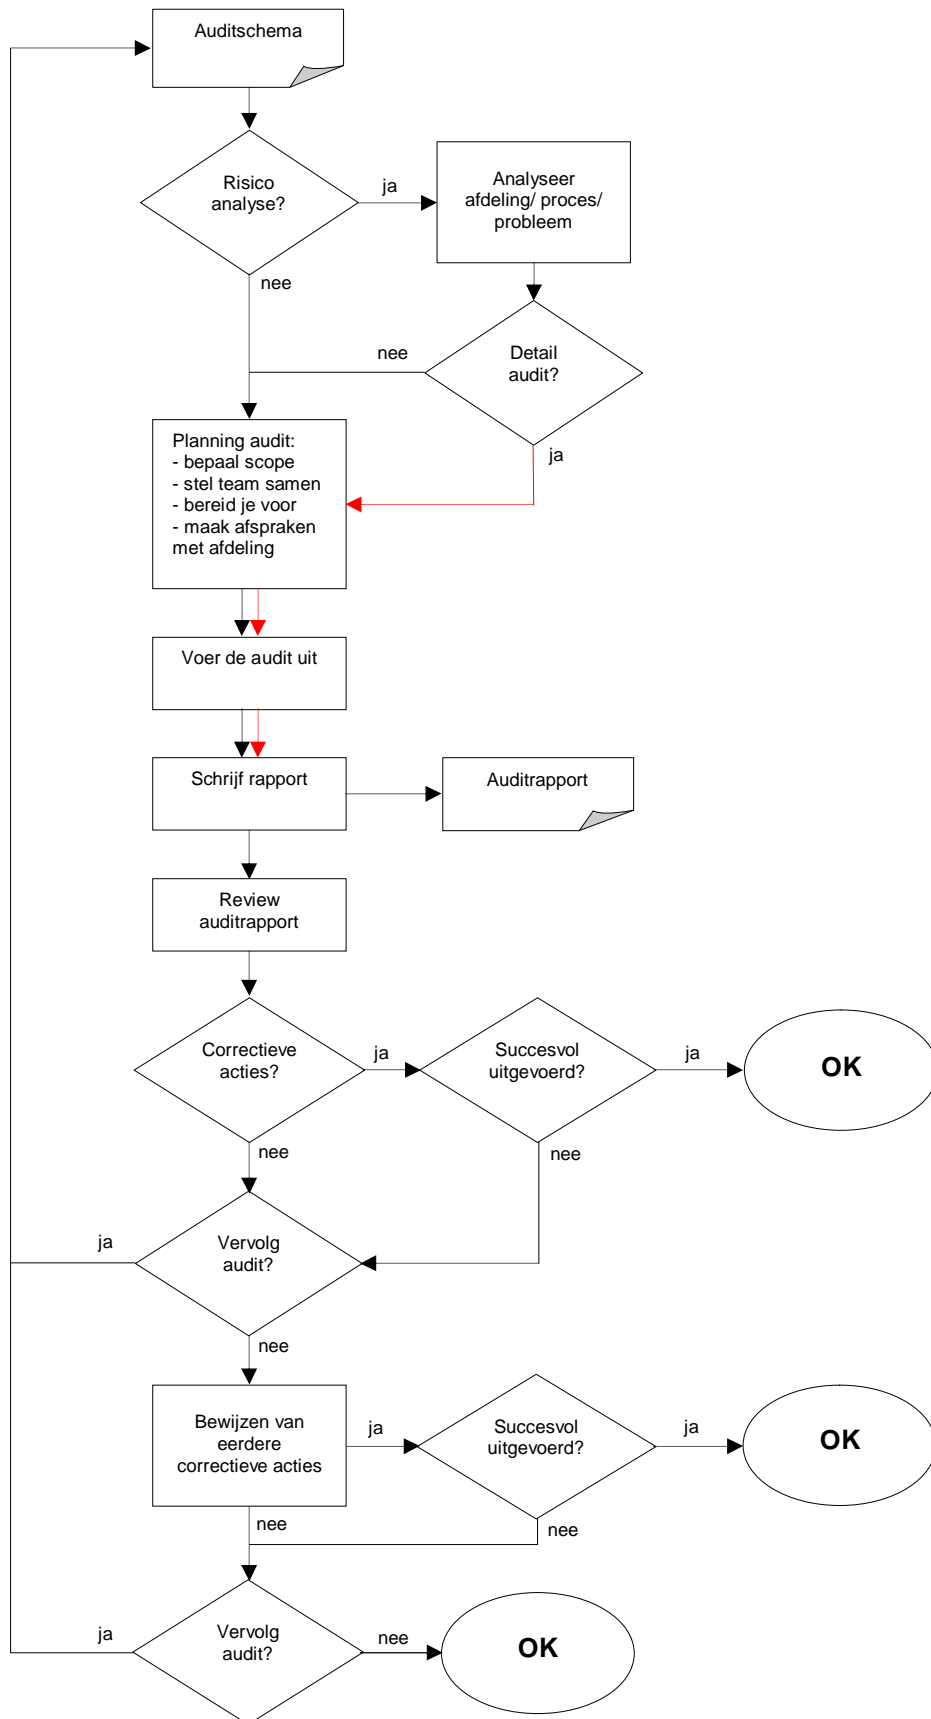 Auditschema
Risico
analyse?
ja
Analyseer
afdeling/ proces/
probleem
nee
nee
Detail
audit?
ja
Planning audit:
- bepaal scope
- stel team samen
- bereid je voor
- maak afspraken
met afdeling
Voer de audit uit
Schrijf rapport
Auditrapport
Review
auditrapport
Correctieve
acties?
ja
Succesvol
uitgevoerd?
ja
OK
nee
nee
ja
Vervolg
audit?
nee
Bewijzen van
eerdere
correctieve acties
ja
Succesvol
uitgevoerd?
ja
OK
nee
nee
ja
Vervolg
audit?
nee
OK